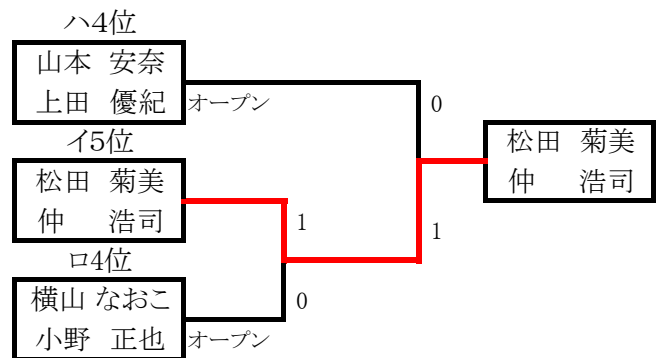 ハ4位
山本 安奈
上田 優紀
オープン
0
イ5位
松田 菊美
仲 浩司
1
1
松田 菊美
仲 浩司
ロ4位
横山 なおこ
小野 正也
オープン
0